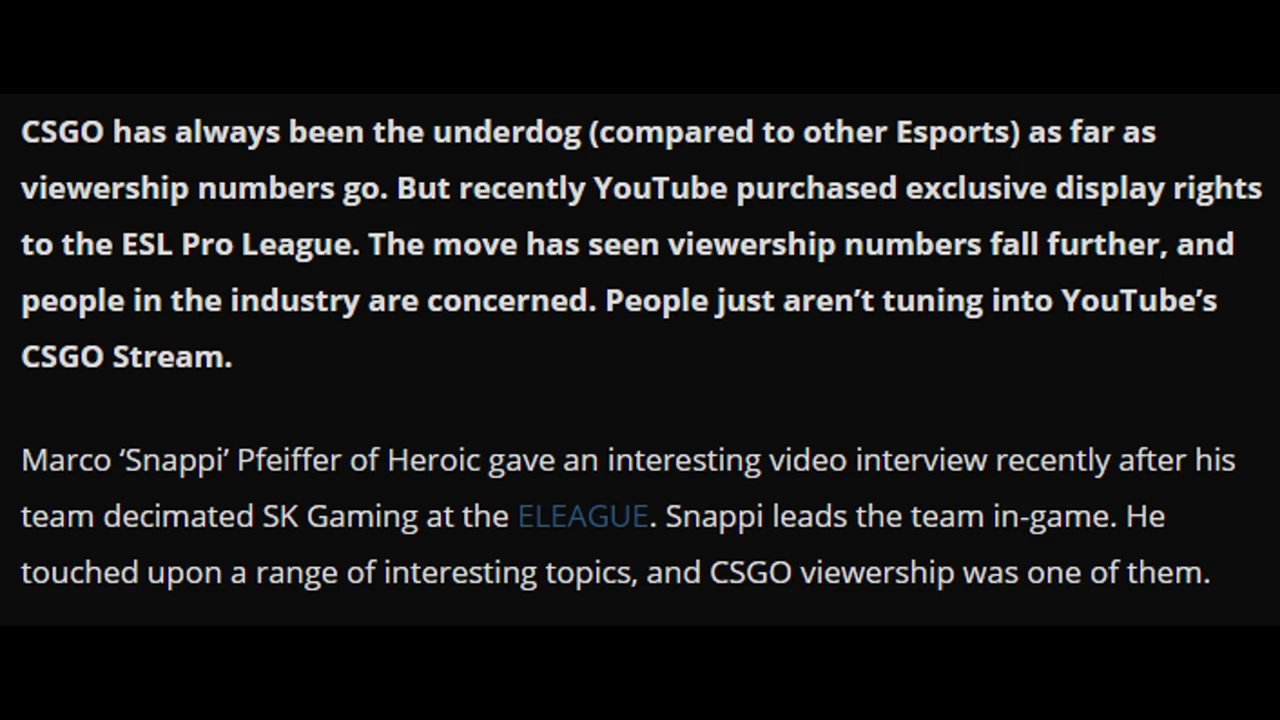 CSGO has always been the underdog (compared to other Esports) as far as
viewership numbers go. But recently YouTube purchased exclusive display rights
to the ESL Pro League. The move has seen viewership numbers fall further, and
people in the industry are concerned. People just aren’t tuning into YouTube’s
CSGO Stream.
Marco ‘Snappi’ Pfeiffer of Heroic gave an interesting video interview recently after his
team decimated SK Gaming at the ELEAGUE. Snappi leads the team in-game. He
touched upon a range of interesting topics, and CSGO viewership was one of them.